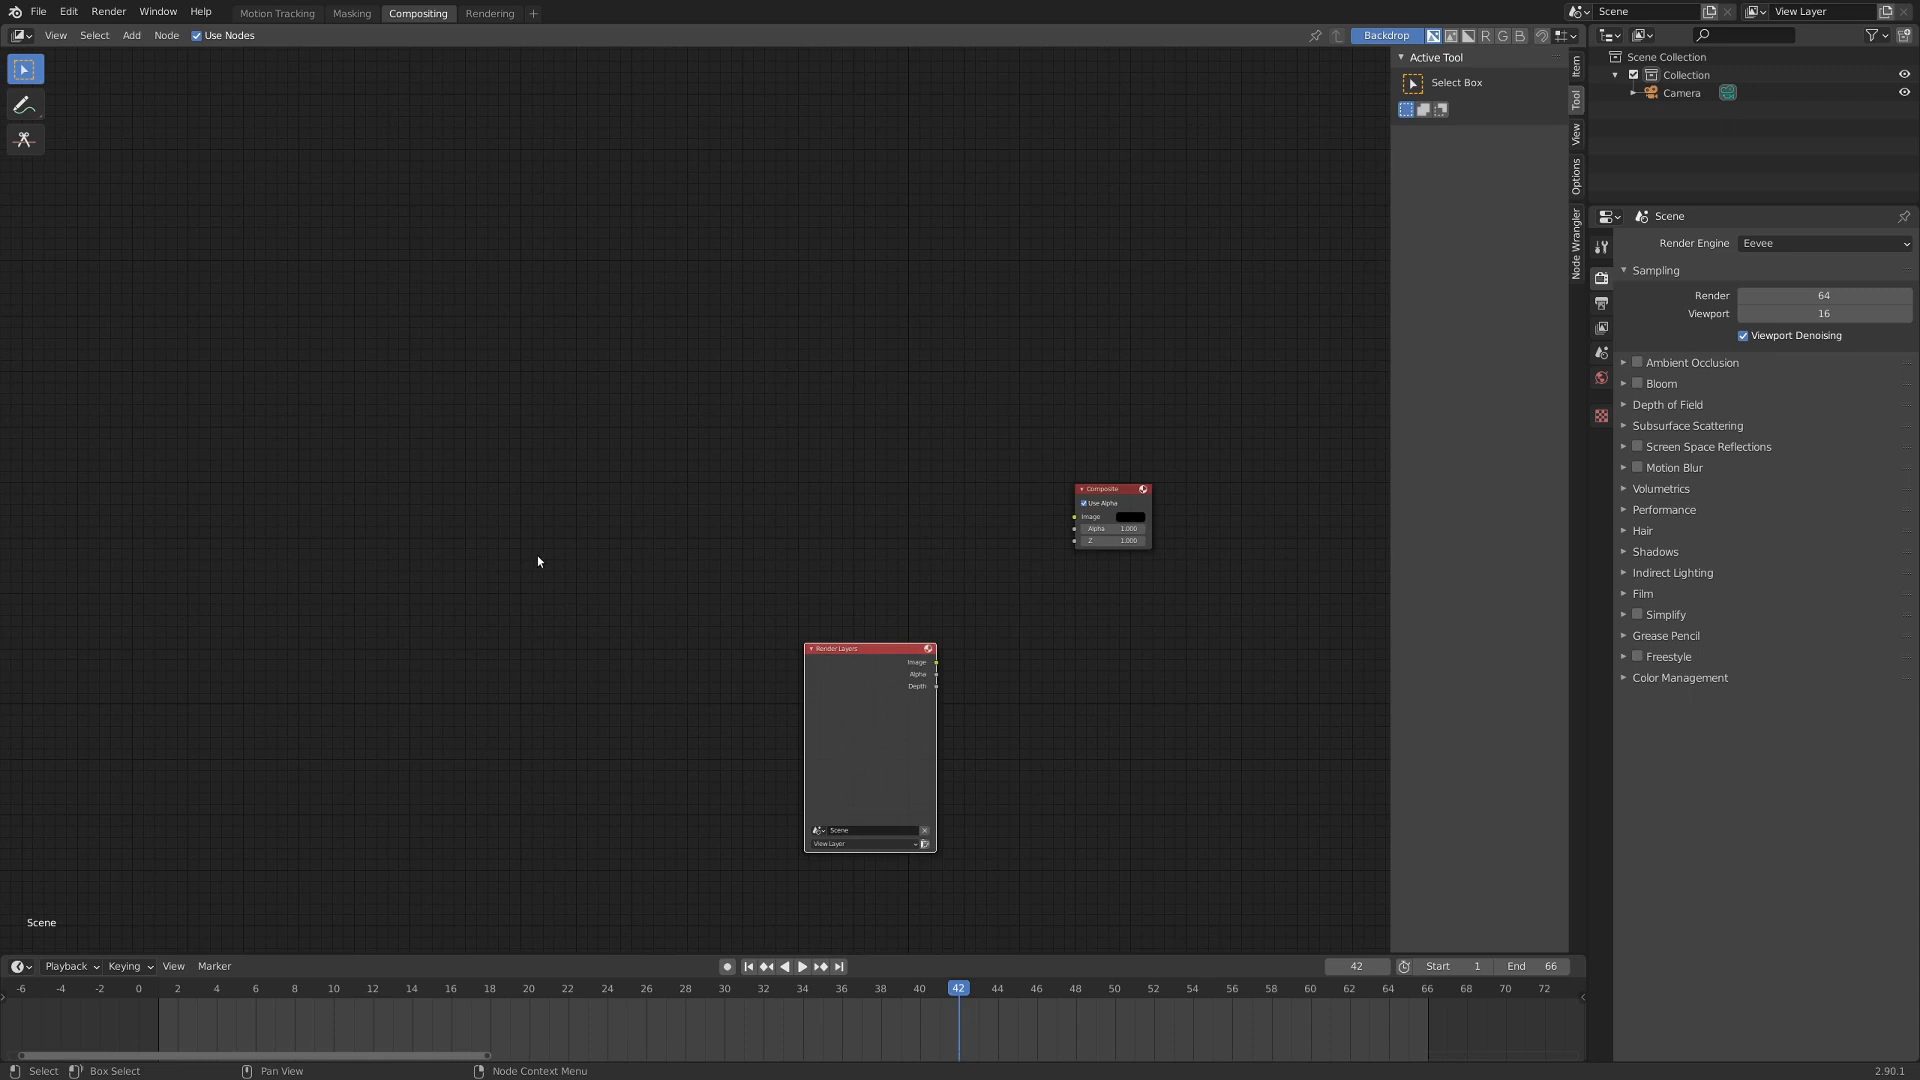 File Edit Render Window Help Motion Tracking Masking Compositing Rendering Scene View Layer
View Select Add Node Use Nodes Backdrop R G B
Active Tool
Select Box
Item
Tool
View
Options
Node Wrangler
Scene Collection
Collection
Camera
Scene
Render Engine Eevee
Sampling
Render 64
Viewport 16
Viewport Denoising
Ambient Occlusion
Bloom
Depth of Field
Subsurface Scattering
Screen Space Reflections
Motion Blur
Volumetrics
Performance
Hair
Shadows
Indirect Lighting
Film
Simplify
Grease Pencil
Freestyle
Color Management
Composite
Use Alpha
Image
Alpha 1.000
Z 1.000
Render Layers
Image
Alpha
Depth
Scene
View Layer
Scene
Playback Keying View Marker 42 Start 1 End 66
-6 -4 -2 0 2 4 6 8 10 12 14 16 18 20 22 24 26 28 30 32 34 36 38 40 42 44 46 48 50 52 54 56 58 60 62 64 66 68 70 72
Select Box Select Pan View Node Context Menu 2.90.1